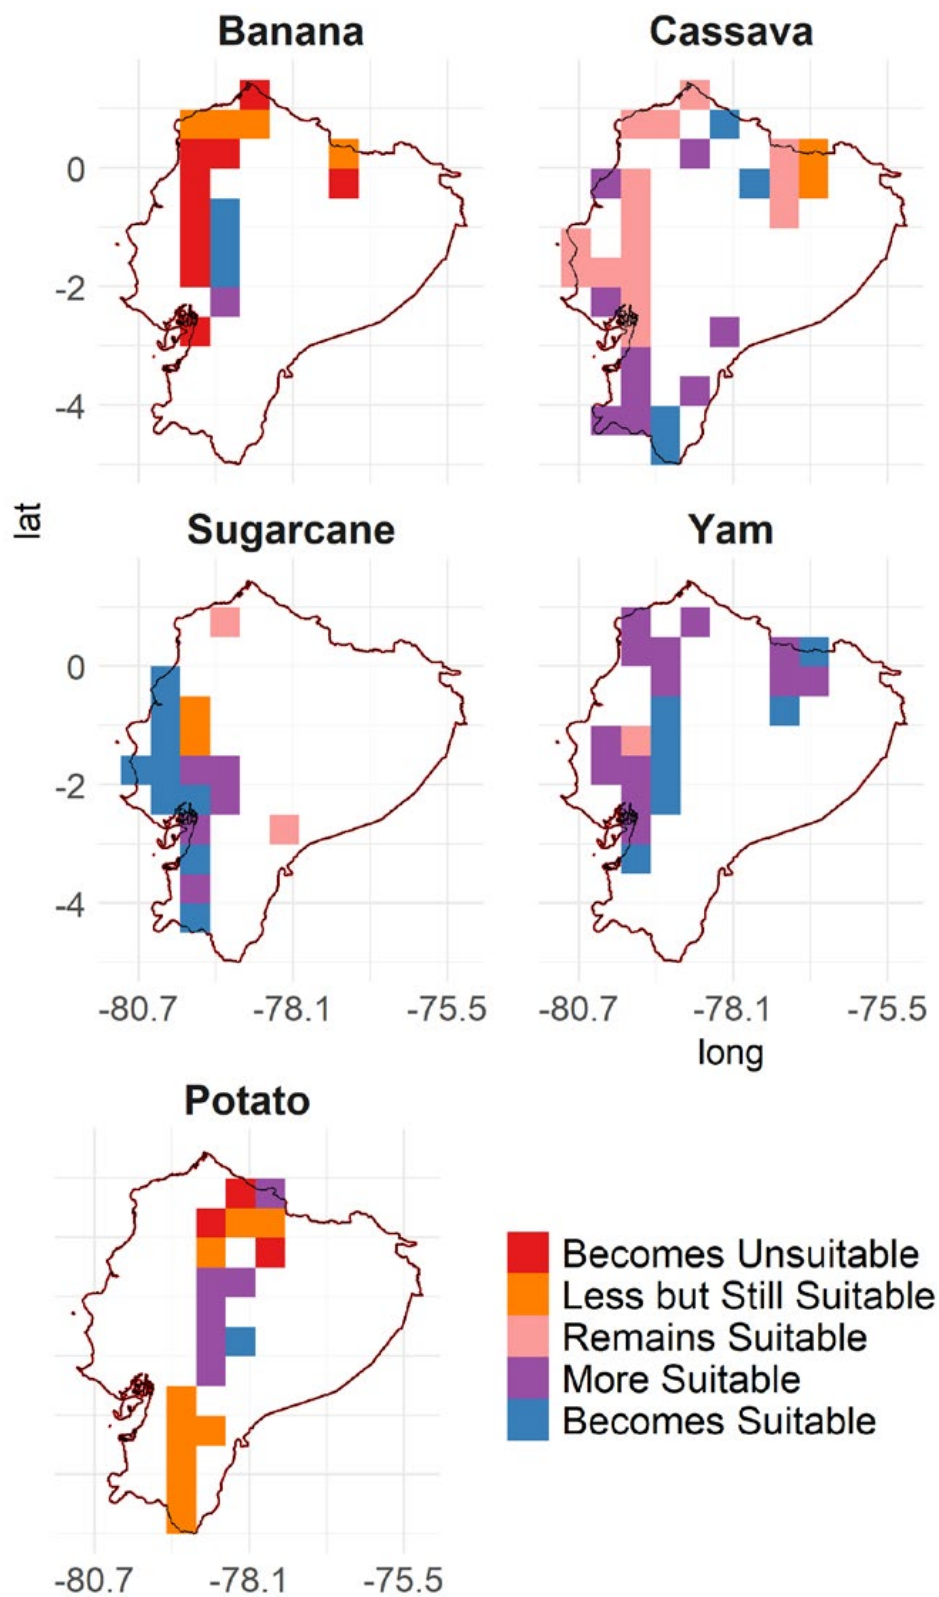 Banana Cassava
0
-2
-4
lat
Sugarcane Yam
0
-2
-4
-80.7 -78.1 -75.5 -80.7 -78.1 -75.5
long
Potato
Becomes Unsuitable
Less but Still Suitable
Remains Suitable
More Suitable
Becomes Suitable
-80.7 -78.1 -75.5